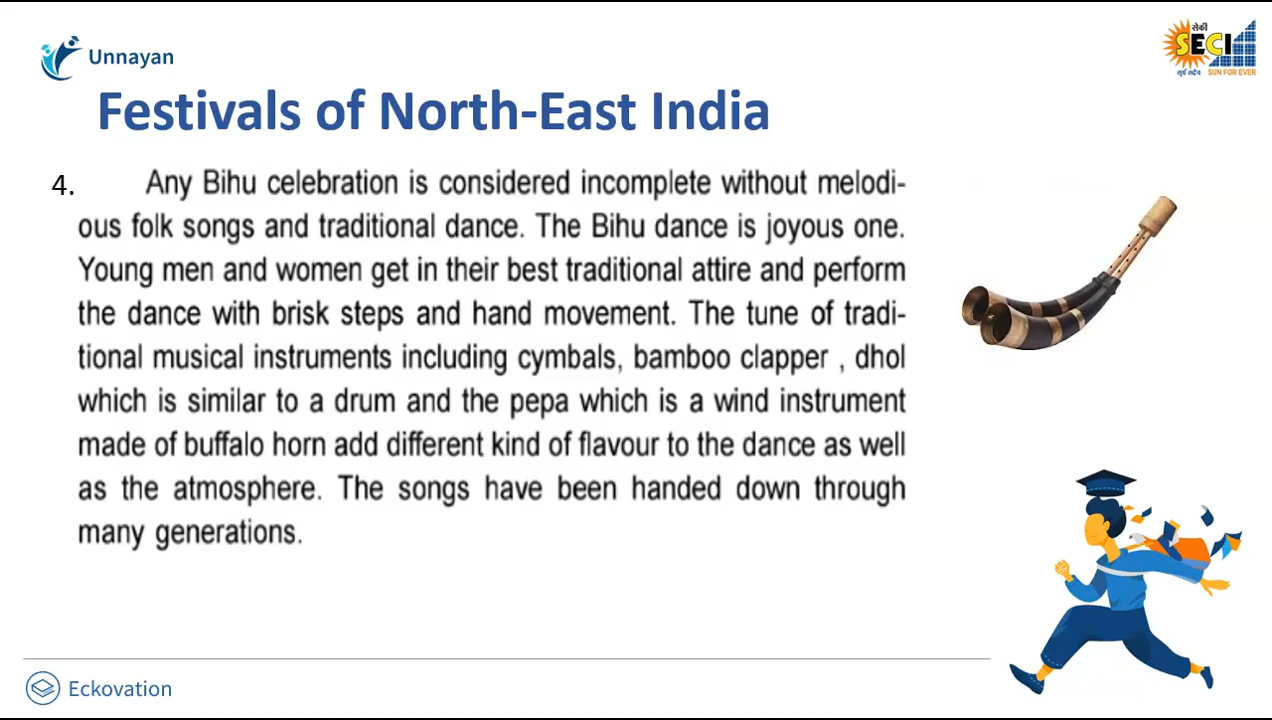 Unnayan
सेकी
SECI
सूर्य सदैव SUN FOR EVER
Festivals of North-East India
4. Any Bihu celebration is considered incomplete without melodi-
ous folk songs and traditional dance. The Bihu dance is joyous one.
Young men and women get in their best traditional attire and perform
the dance with brisk steps and hand movement. The tune of tradi-
tional musical instruments including cymbals, bamboo clapper , dhol
which is similar to a drum and the pepa which is a wind instrument
made of buffalo horn add different kind of flavour to the dance as well
as the atmosphere. The songs have been handed down through
many generations.
Eckovation